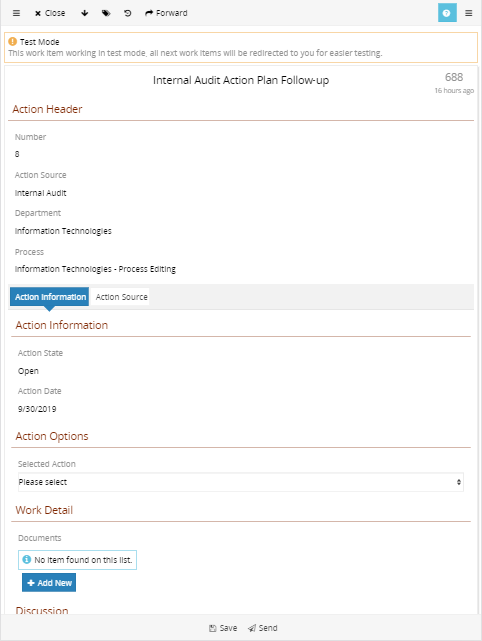 Close Forward ?
Test Mode
This work item working in test mode, all next work items will be redirected to you for easier testing.
Internal Audit Action Plan Follow-up
688
16 hours ago
Action Header
Number
8
Action Source
Internal Audit
Department
Information Technologies
Process
Information Technologies - Process Editing
Action Information Action Source
Action Information
Action State
Open
Action Date
9/30/2019
Action Options
Selected Action
Please select
Work Detail
Documents
No item found on this list.
+ Add New
Discussion
Save Send